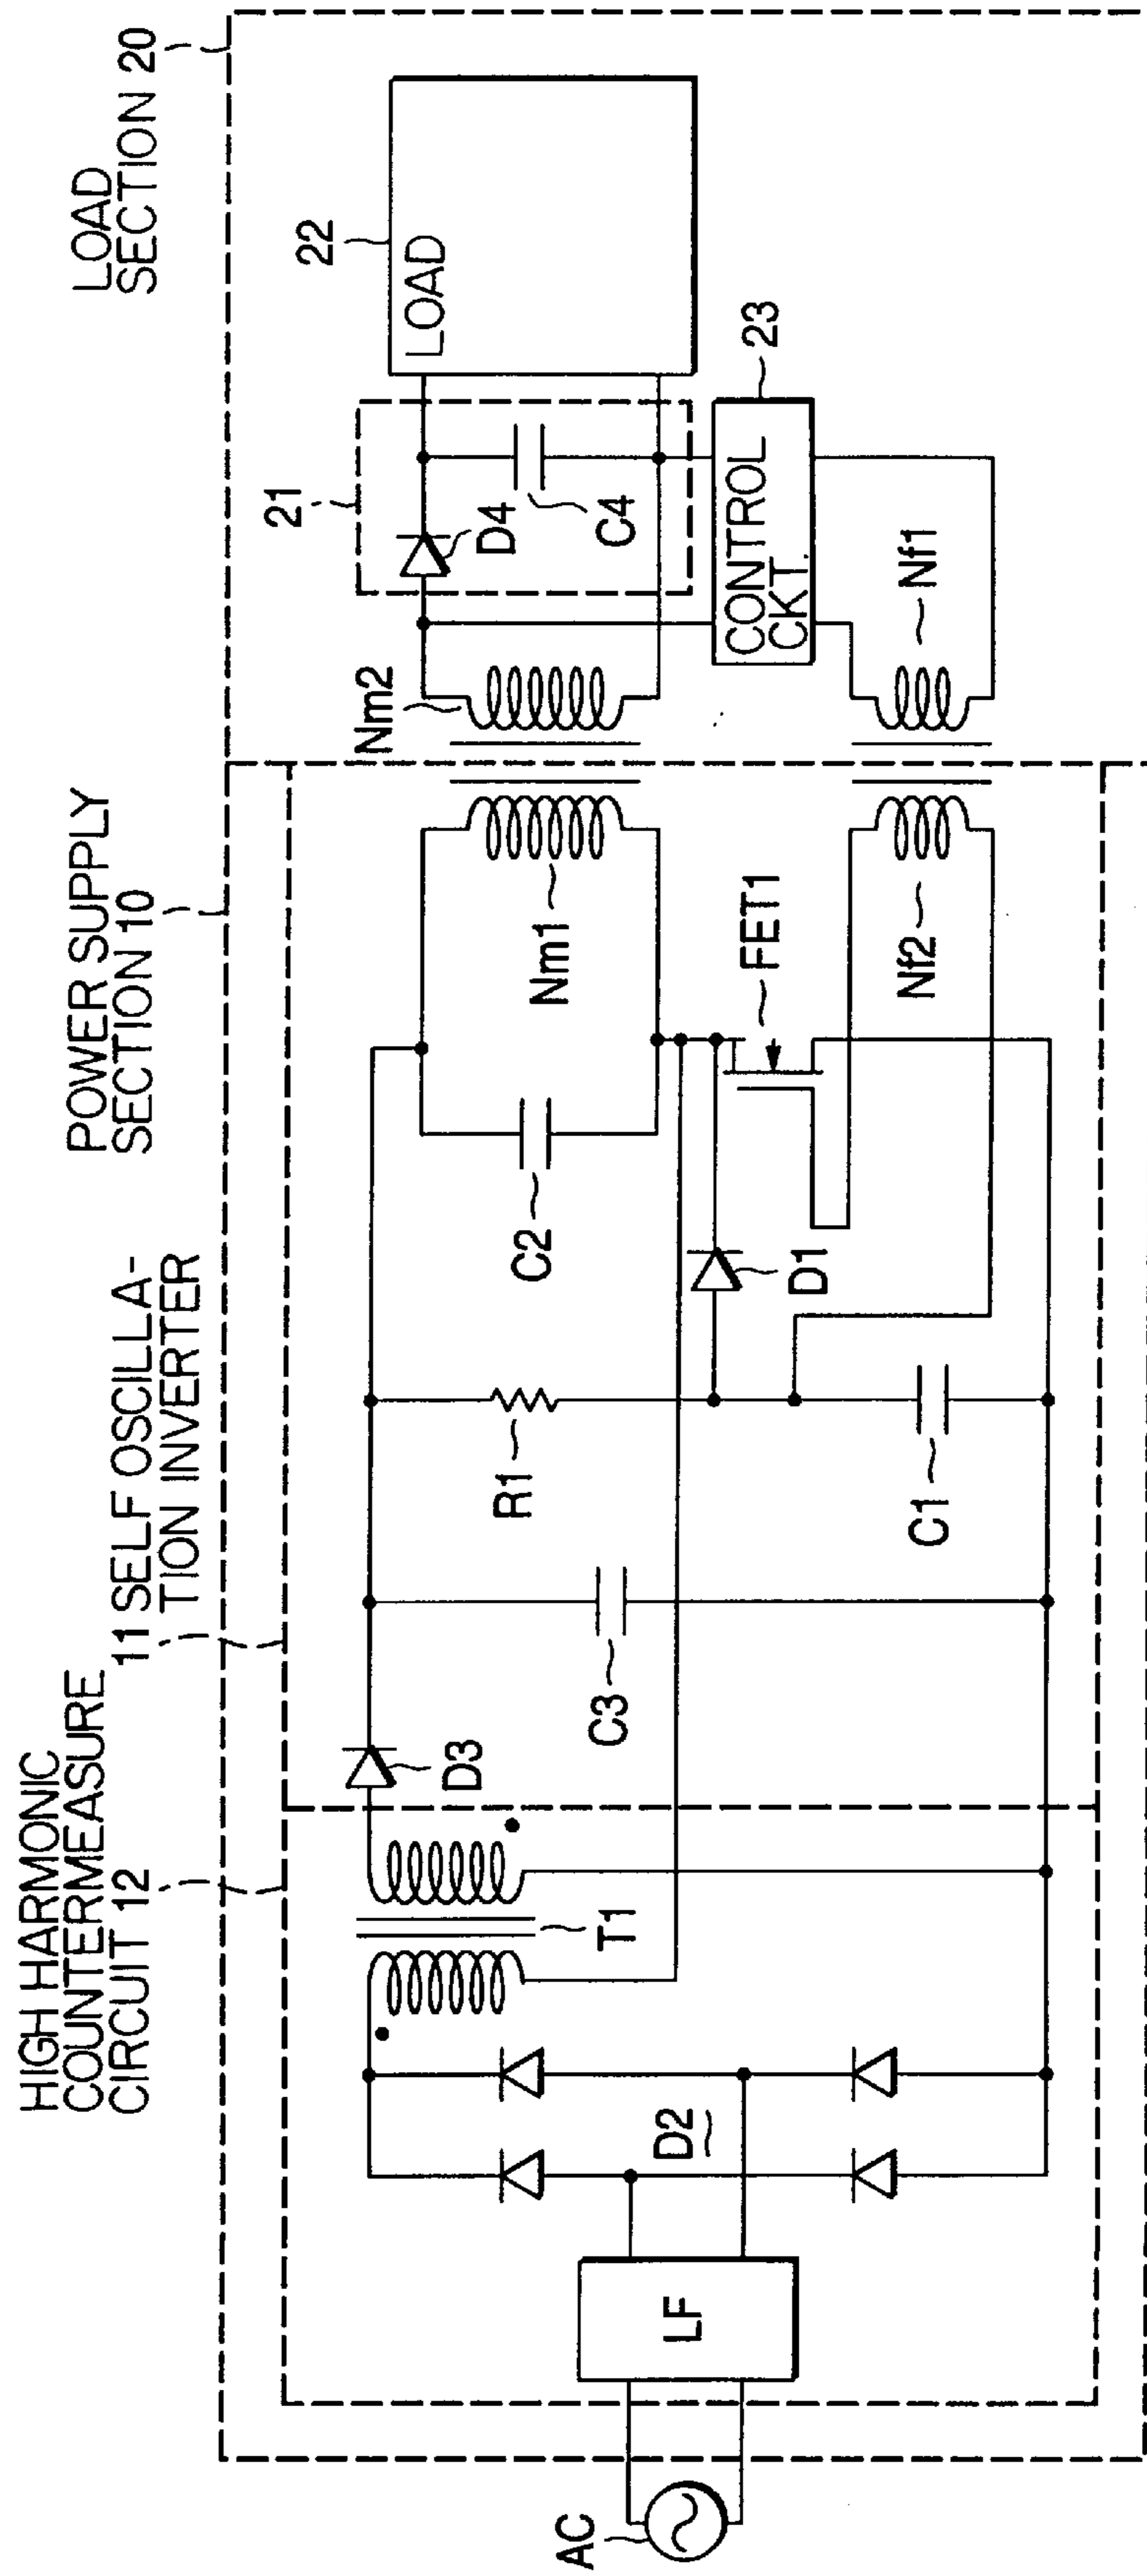 HIGH HARMONIC
COUNTERMEASURE
CIRCUIT 12
11 SELF OSCILLA-
TION INVERTER
POWER SUPPLY
SECTION 10
LOAD
SECTION 20
AC
LF
D2
T1
D3
C3
R1
C1
C2
D1
Nm1
FET1
Nf2
Nm2
21
D4
C4
22
LOAD
23
CONTROL
CKT.
Nf1